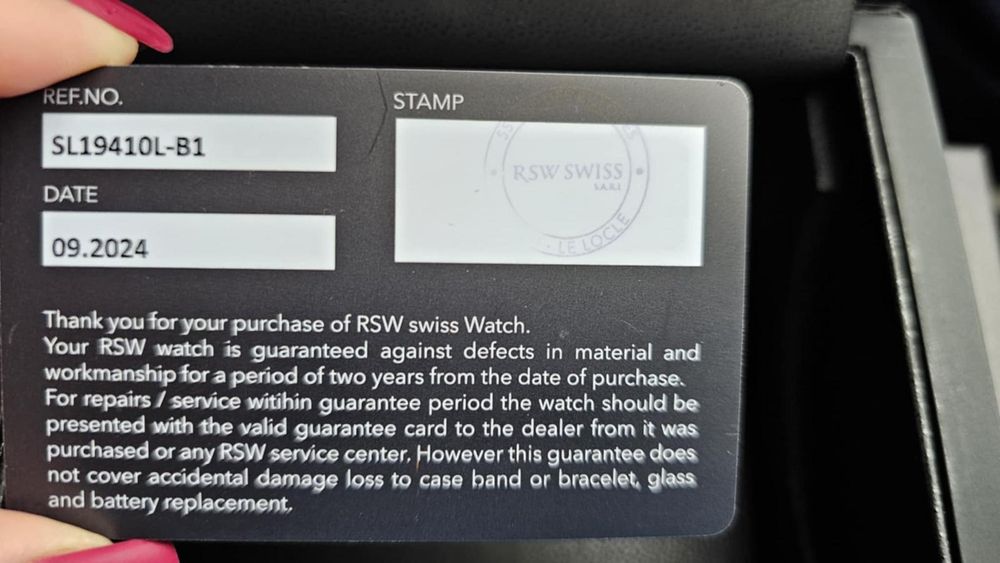 REF.NO.
SL19410L-B1
DATE
09.2024
STAMP
RSW SWISS
S.A.R.L
· LE LOCLE
Thank you for your purchase of RSW swiss Watch.
Your RSW watch is guaranteed against defects in material and
workmanship for a period of two years from the date of purchase.
For repairs / service witihin guarantee period the watch should be
presented with the valid guarantee card to the dealer from it was
purchased or any RSW service center. However this guarantee does
not cover accidental damage loss to case band or bracelet, glass
and battery replacement.